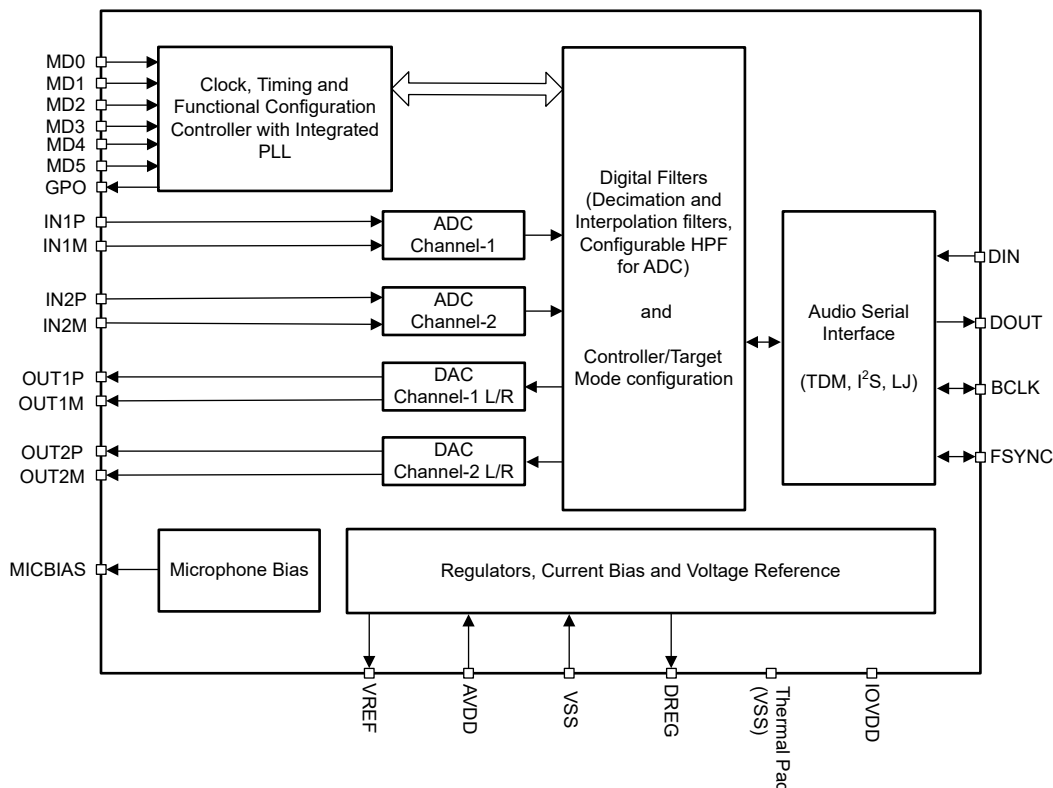 MD0
MD1
MD2
MD3
MD4
MD5
GPO
Clock, Timing and
Functional Configuration
Controller with Integrated
PLL
IN1P
IN1M
ADC
Channel-1
IN2P
IN2M
ADC
Channel-2
OUT1P
OUT1M
DAC
Channel-1 L/R
OUT2P
OUT2M
DAC
Channel-2 L/R
Digital Filters
(Decimation and
Interpolation filters,
Configurable HPF
for ADC)
and
Controller/Target
Mode configuration
Audio Serial
Interface
(TDM, I²S, LJ)
DIN
DOUT
BCLK
FSYNC
MICBIAS
Microphone Bias
Regulators, Current Bias and Voltage Reference
VREF
AVDD
VSS
DREG
Thermal Pad
(VSS)
IOVDD